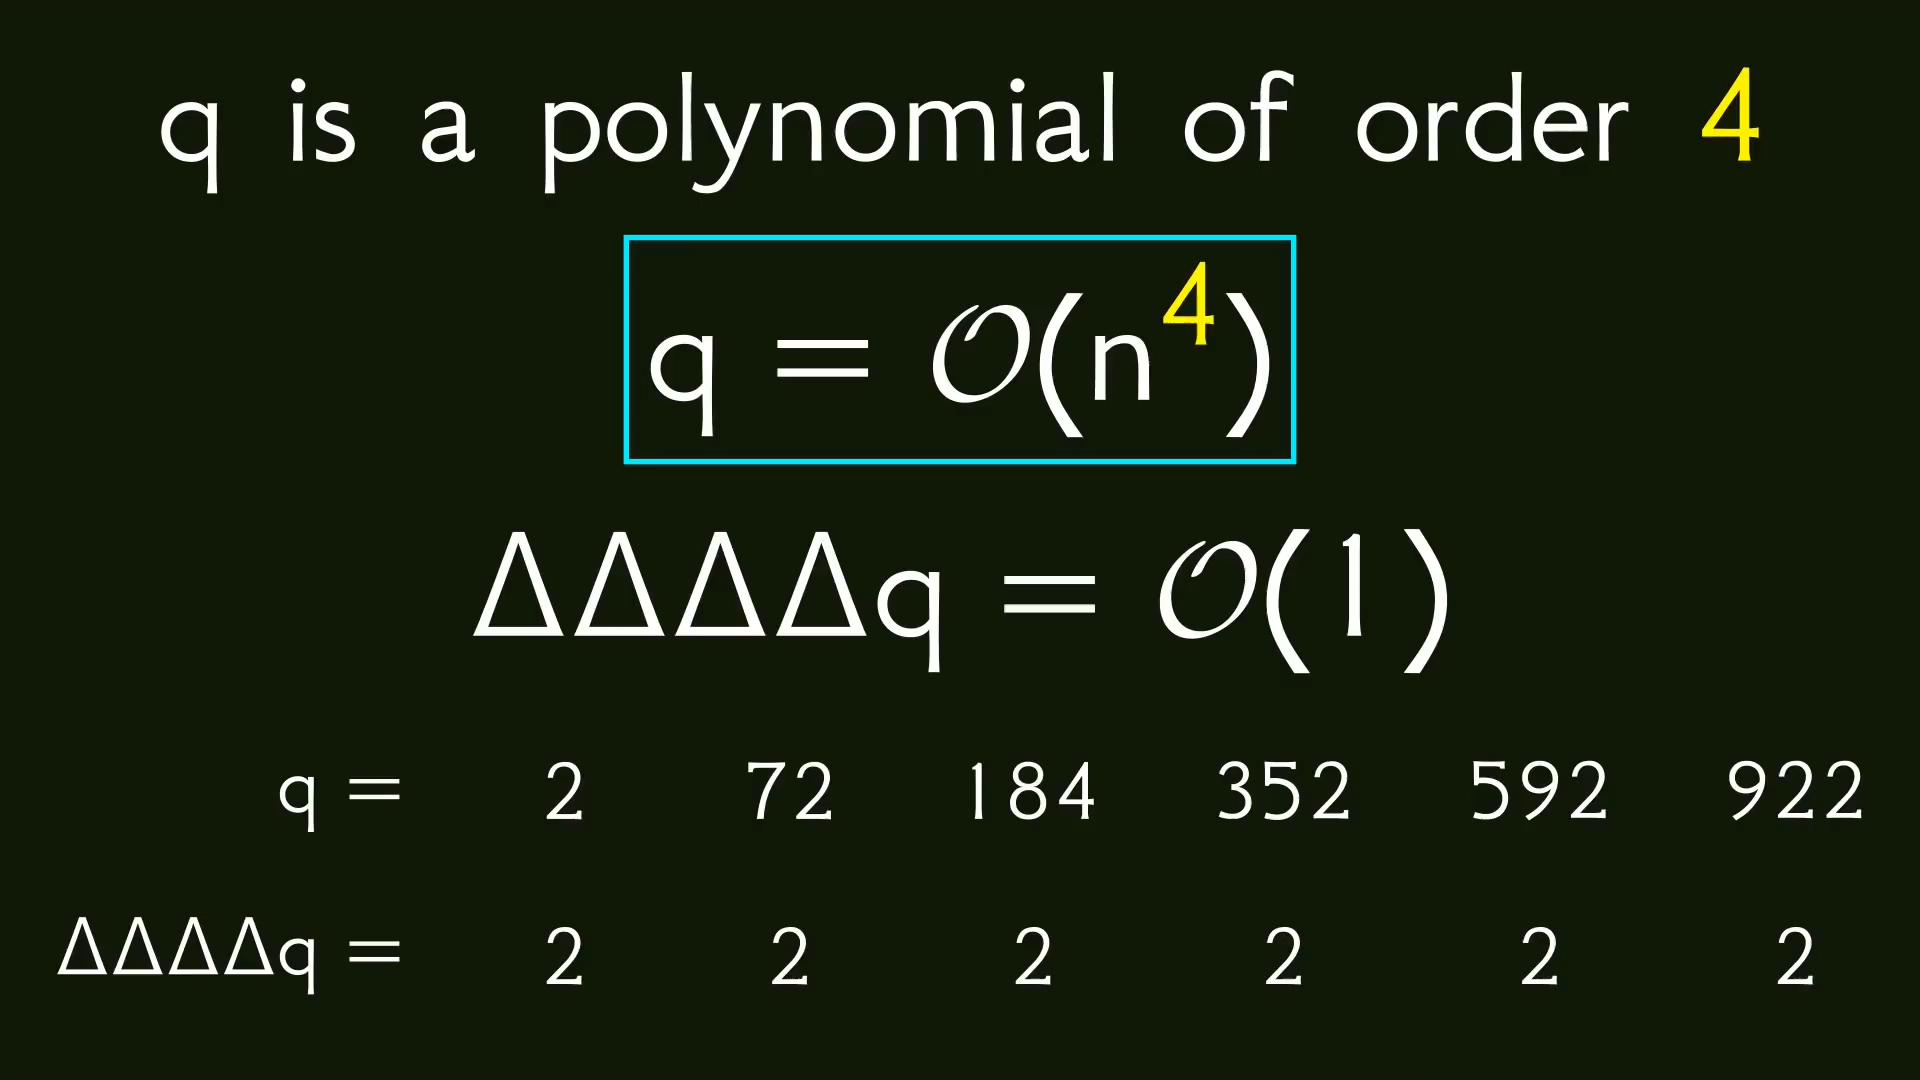 q is a polynomial of order 4
q = 𝒪(n⁴)
ΔΔΔΔq = 𝒪(1)
q = 2 72 184 352 592 922
ΔΔΔΔq = 2 2 2 2 2 2